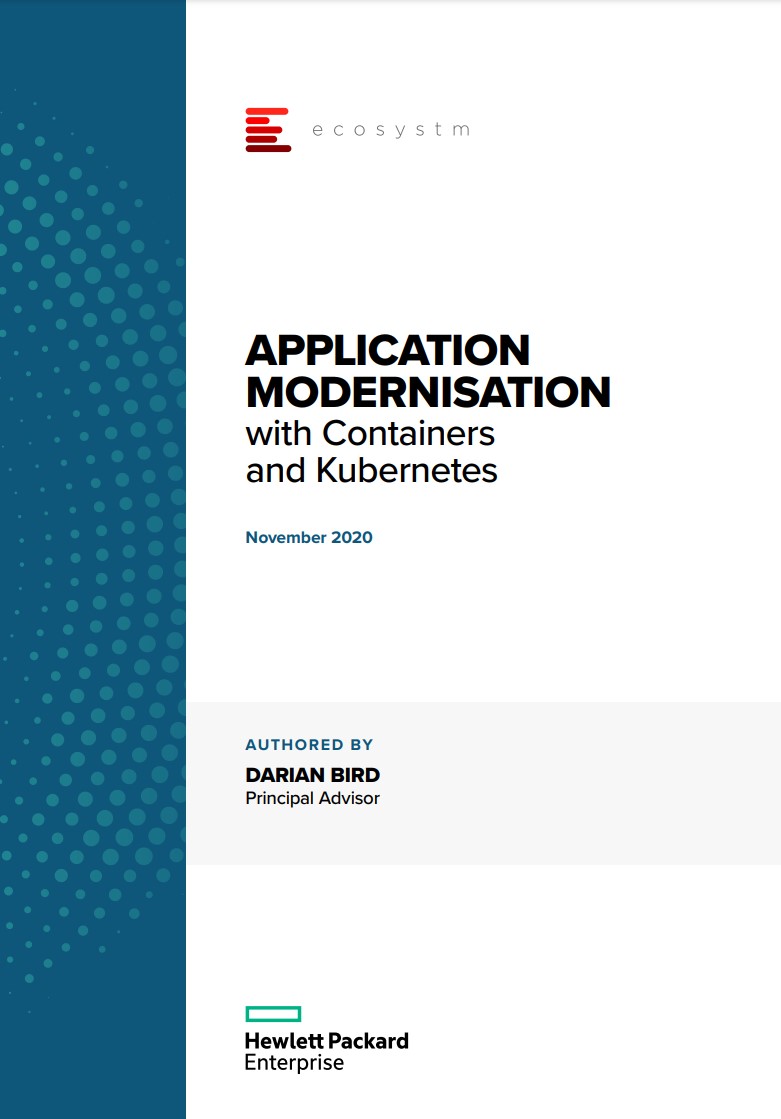 ecosystm
APPLICATION
MODERNISATION
with Containers
and Kubernetes
November 2020
AUTHORED BY
DARIAN BIRD
Principal Advisor
Hewlett Packard
Enterprise